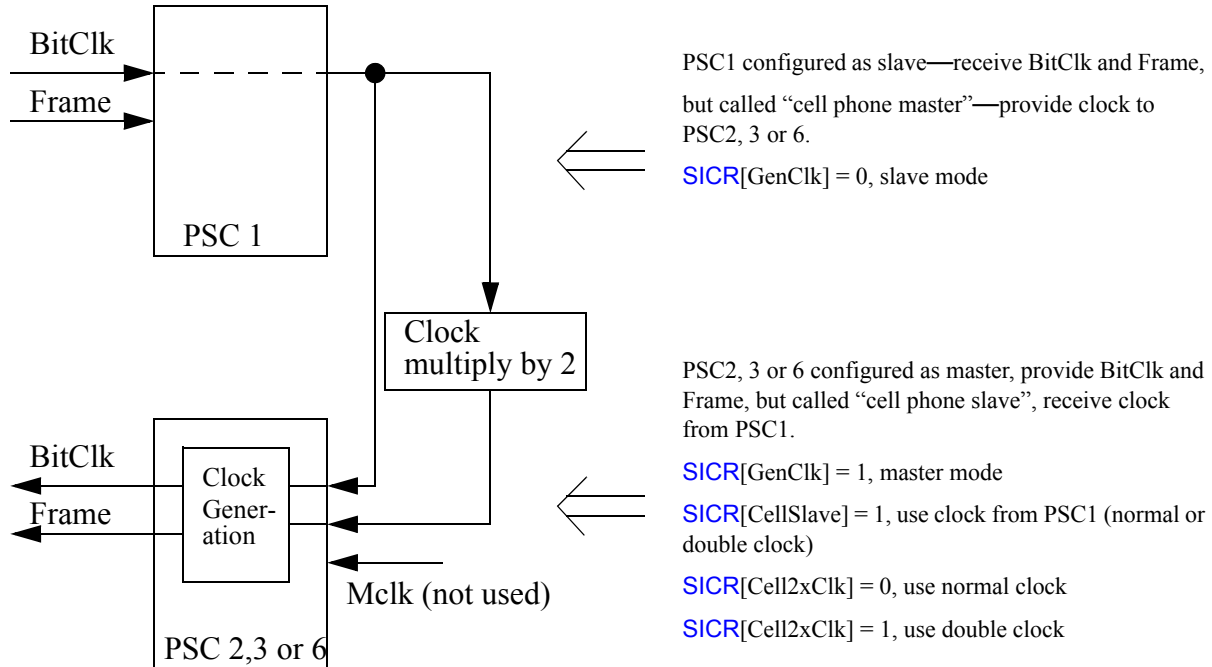 BitClk
Frame
PSC 1
PSC1 configured as slave—receive BitClk and Frame,
but called “cell phone master”—provide clock to
PSC2, 3 or 6.
SICR[GenClk] = 0, slave mode
Clock
multiply by 2
BitClk
Frame
Clock
Gener-
ation
Mclk (not used)
PSC 2,3 or 6
PSC2, 3 or 6 configured as master, provide BitClk and
Frame, but called “cell phone slave”, receive clock
from PSC1.
SICR[GenClk] = 1, master mode
SICR[CellSlave] = 1, use clock from PSC1 (normal or
double clock)
SICR[Cell2xClk] = 0, use normal clock
SICR[Cell2xClk] = 1, use double clock